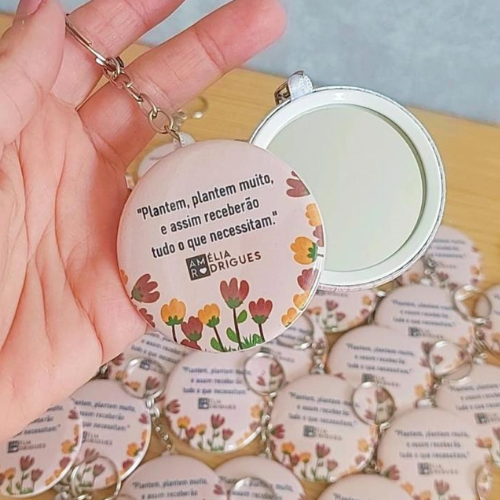 "Plantem, plantem muito,
e assim receberão
tudo o que necessitam."
AMÉLIA
RODRIGUES